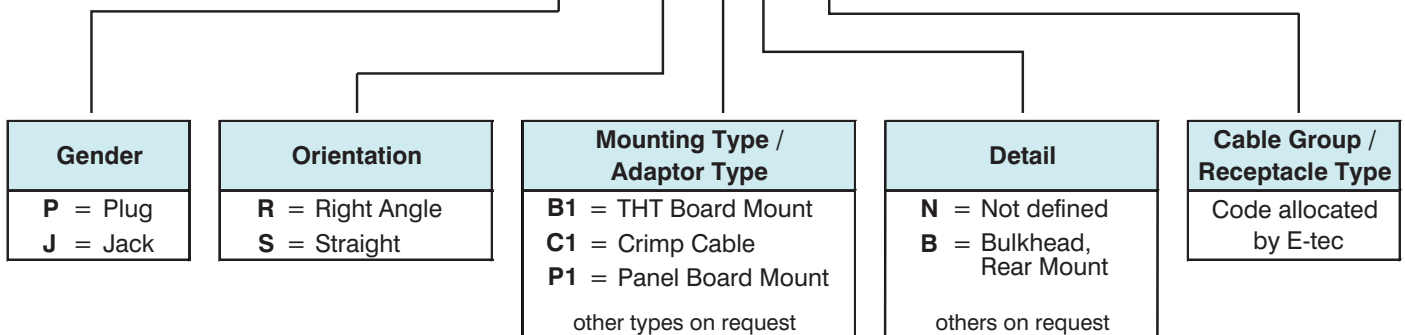 Gender
P = Plug
J = Jack
Orientation
R = Right Angle
S = Straight
Mounting Type /
Adaptor Type
B1 = THT Board Mount
C1 = Crimp Cable
P1 = Panel Board Mount
other types on request
Detail
N = Not defined
B = Bulkhead,
Rear Mount
others on request
Cable Group /
Receptacle Type
Code allocated
by E-tec